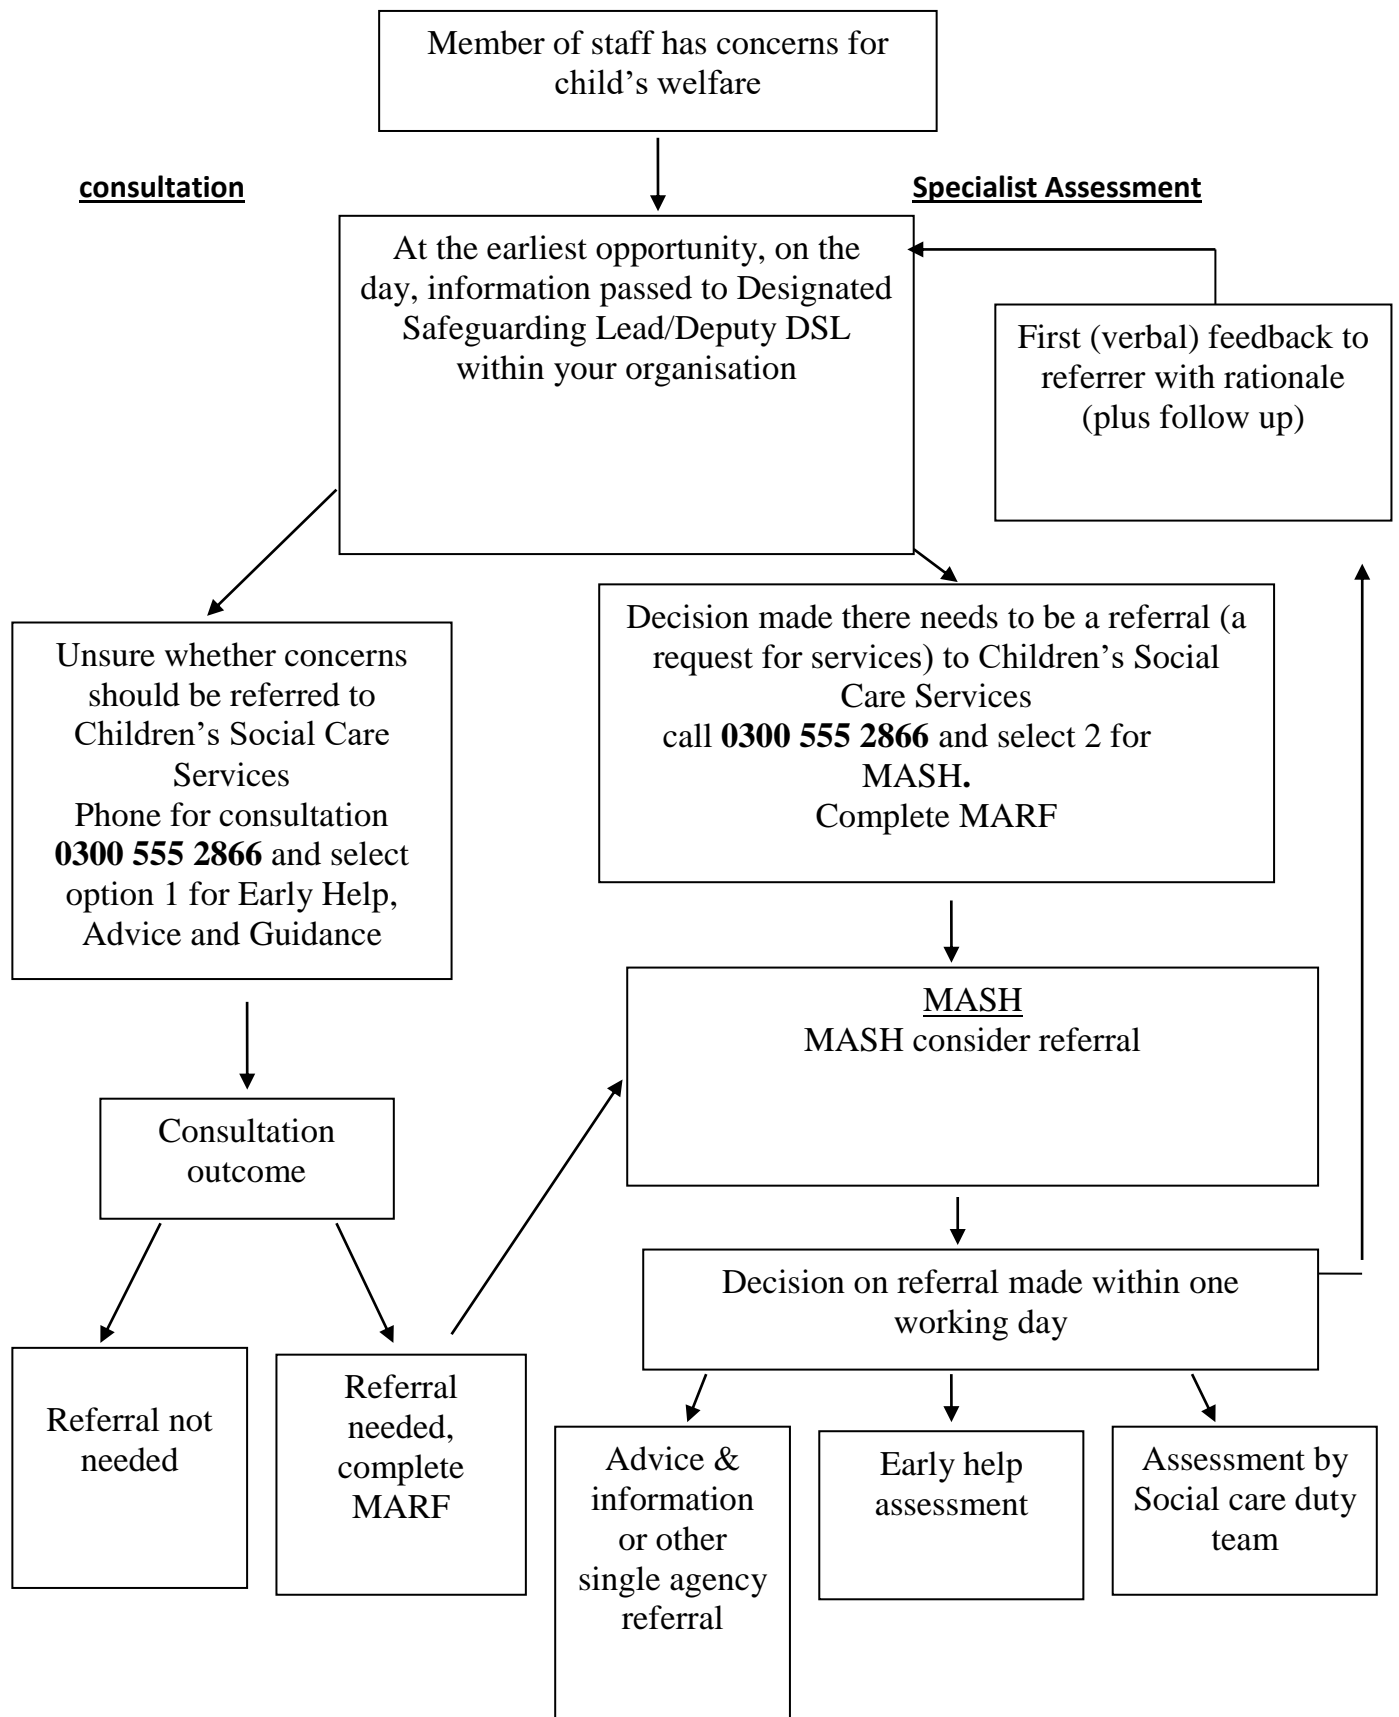 Member of staff has concerns for
child’s welfare
consultation
Specialist Assessment
At the earliest opportunity, on the
day, information passed to Designated
Safeguarding Lead/Deputy DSL
within your organisation
First (verbal) feedback to
referrer with rationale
(plus follow up)
Unsure whether concerns
should be referred to
Children’s Social Care
Services
Phone for consultation
0300 555 2866 and select
option 1 for Early Help,
Advice and Guidance
Decision made there needs to be a referral (a
request for services) to Children’s Social
Care Services
call 0300 555 2866 and select 2 for
MASH.
Complete MARF
MASH
MASH consider referral
Consultation
outcome
Decision on referral made within one
working day
Referral not
needed
Referral
needed,
complete
MARF
Advice &
information
or other
single agency
referral
Early help
assessment
Assessment by
Social care duty
team